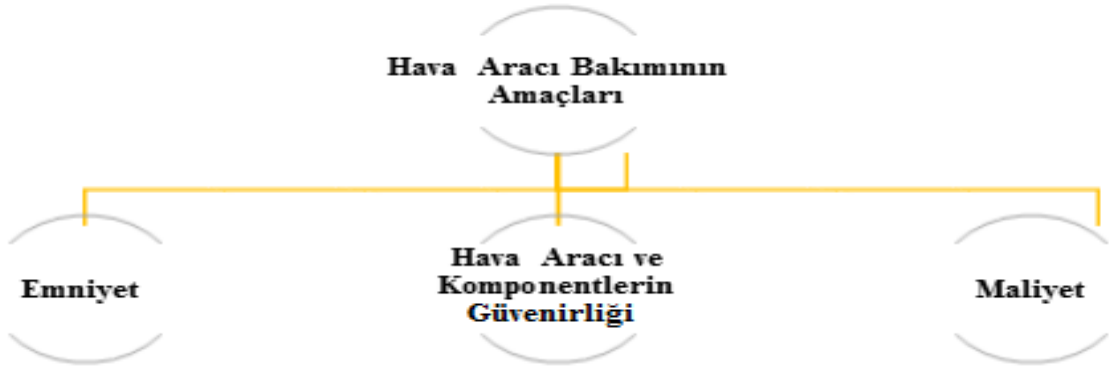 Hava Aracı Bakımının
Amaçları
Emniyet
Hava Aracı ve
Komponentlerin
Güvenirliği
Maliyet